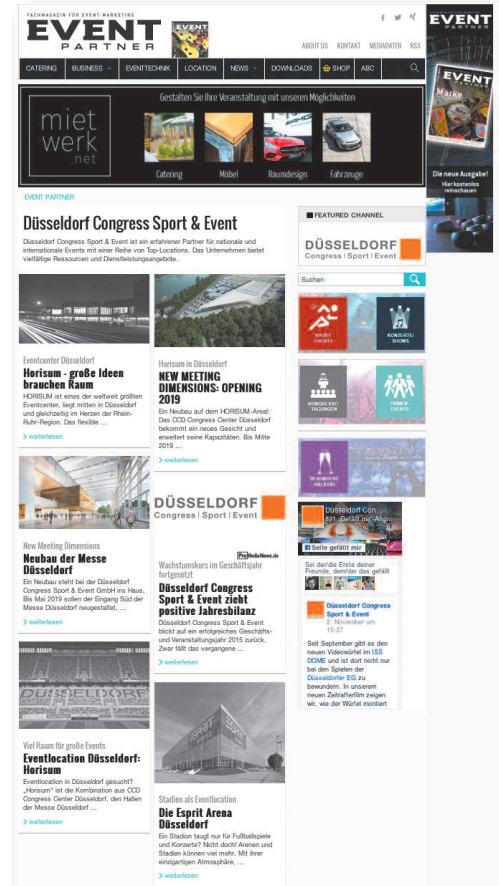 FACHMAGAZIN FÜR EVENT-MARKETING
EVENT
PARTNER
ABOUT US KONTAKT MEDIADATEN RSS
CATERING BUSINESS EVENTTECHNIK LOCATION NEWS DOWNLOADS SHOP ABC
EVENT
PARTNER
EVENT
Marke
Die neue Ausgabe!
Hier kostenlos
reinschauen
Gestalten Sie Ihre Veranstaltung mit unseren Möglichkeiten
miet
werk
.net
Catering Möbel Raumdesign Fahrzeuge
EVENT PARTNER
Düsseldorf Congress Sport & Event
Düsseldorf Congress Sport & Event ist ein erfahrener Partner für nationale und
internationale Events mit einer Reihe von Top-Locations. Das Unternehmen bietet
vielfältige Ressourcen und Dienstleistungsangebote.
Eventcenter Düsseldorf
Horisum - große Ideen
brauchen Raum
HORISUM ist eines der weltweit größten
Eventcenter, liegt mitten in Düsseldorf
und gleichzeitig im Herzen der Rhein-
Ruhr-Region. Das flexible ...
weiterlesen
Horisum in Düsseldorf
NEW MEETING
DIMENSIONS: OPENING
2019
Ein Neubau auf dem HORISUM-Areal:
Das CCD Congress Center Düsseldorf
bekommt ein neues Gesicht und
erweitert seine Kapazitäten. Bis Mitte
2019 ...
weiterlesen
New Meeting Dimensions
Neubau der Messe
Düsseldorf
Ein Neubau steht bei der Düsseldorf
Congress Sport & Event GmbH ins Haus.
Bis Mai 2019 sollen der Eingang Süd der
Messe Düsseldorf neugestaltet, ...
weiterlesen
DÜSSELDORF
Congress | Sport | Event
ProMediaNews.de
Wachstumskurs im Geschäftsjahr
fortgesetzt
Düsseldorf Congress
Sport & Event zieht
positive Jahresbilanz
Düsseldorf Congress Sport & Event
blickt auf ein erfolgreiches Geschäfts-
und Veranstaltungsjahr 2015 zurück.
Zwar fällt das vergangene ...
weiterlesen
DÜSSELDORF
Viel Raum für große Events
Eventlocation Düsseldorf:
Horisum
Eventlocation in Düsseldorf gesucht?
„Horisum" ist die Kombination aus CCD
Congress Center Düsseldorf, den Hallen
der Messe Düsseldorf ...
weiterlesen
Stadien als Eventlocation
Die Esprit Arena
Düsseldorf
Ein Stadion taugt nur für Fußballspiele
und Konzerte? Nicht doch! Arenen und
Stadien können viel mehr. Mit ihrer
einzigartigen Atmosphäre, ...
weiterlesen
FEATURED CHANNEL
DÜSSELDORF
Congress | Sport | Event
Suchen
SPORT
EVENTS
KONZERTE/
SHOWS
KONGRESSE/
TAGUNGEN
FIRMEN
EVENTS
Düsseldorf Con...
Seite gefällt mir
Sei der/die Erste deiner
Freunde, dem/der das gefällt
Düsseldorf Congress
Sport & Event
2. November um
15:37
Seit September gibt es den
neuen Videowürfel im ISS
DOME und ist dort nicht nur
bei den Spielen der
Düsseldorfer EG zu
bewundern. In unserem
neuen Zeitrafferfilm zeigen
wir, wie der Würfel montiert